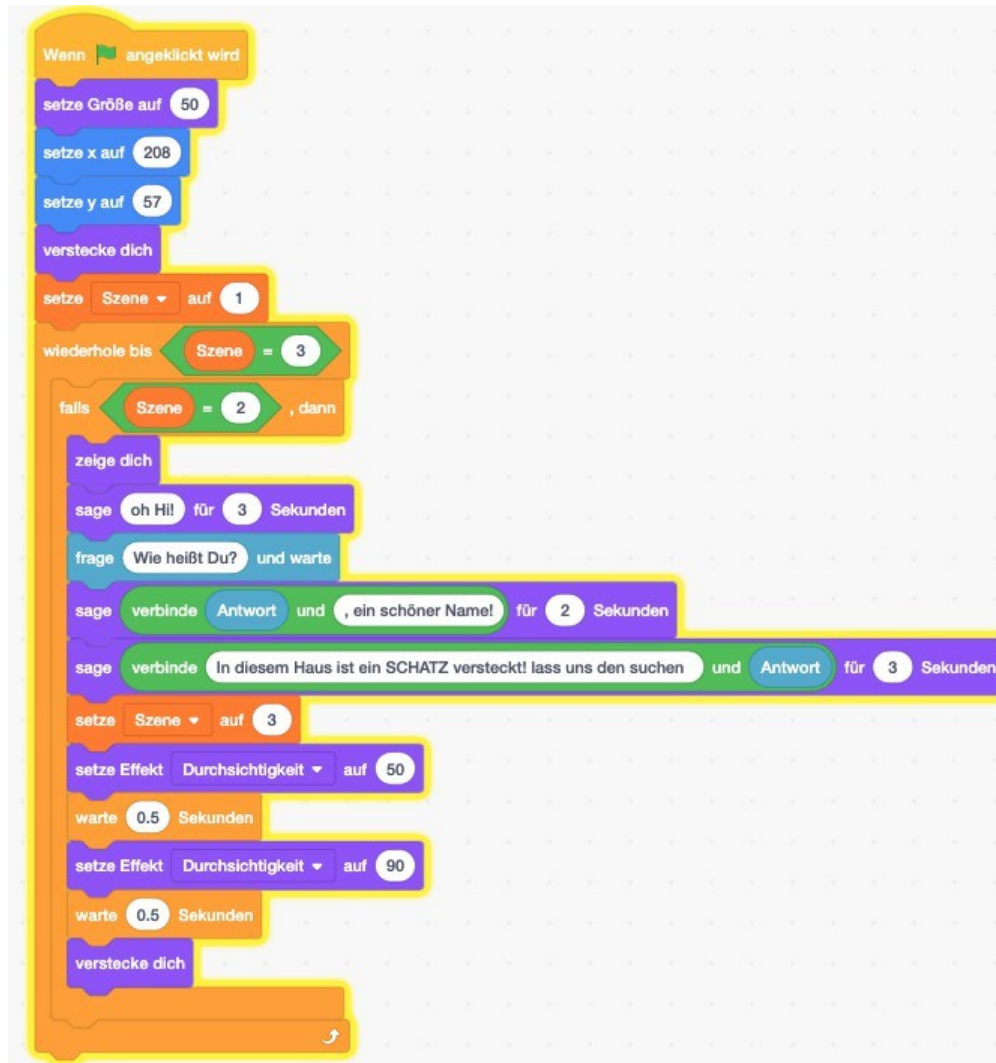 Wenn angeklickt wird
setze Größe auf 50
setze x auf 208
setze y auf 57
verstecke dich
setze Szene auf 1
wiederhole bis Szene = 3
falls Szene = 2 , dann
zeige dich
sage oh Hi! für 3 Sekunden
frage Wie heißt Du? und warte
sage verbinde Antwort und , ein schöner Name! für 2 Sekunden
sage verbinde In diesem Haus ist ein SCHATZ versteckt! lass uns den suchen und Antwort für 3 Sekunden
setze Szene auf 3
setze Effekt Durchsichtigkeit auf 50
warte 0.5 Sekunden
setze Effekt Durchsichtigkeit auf 90
warte 0.5 Sekunden
verstecke dich